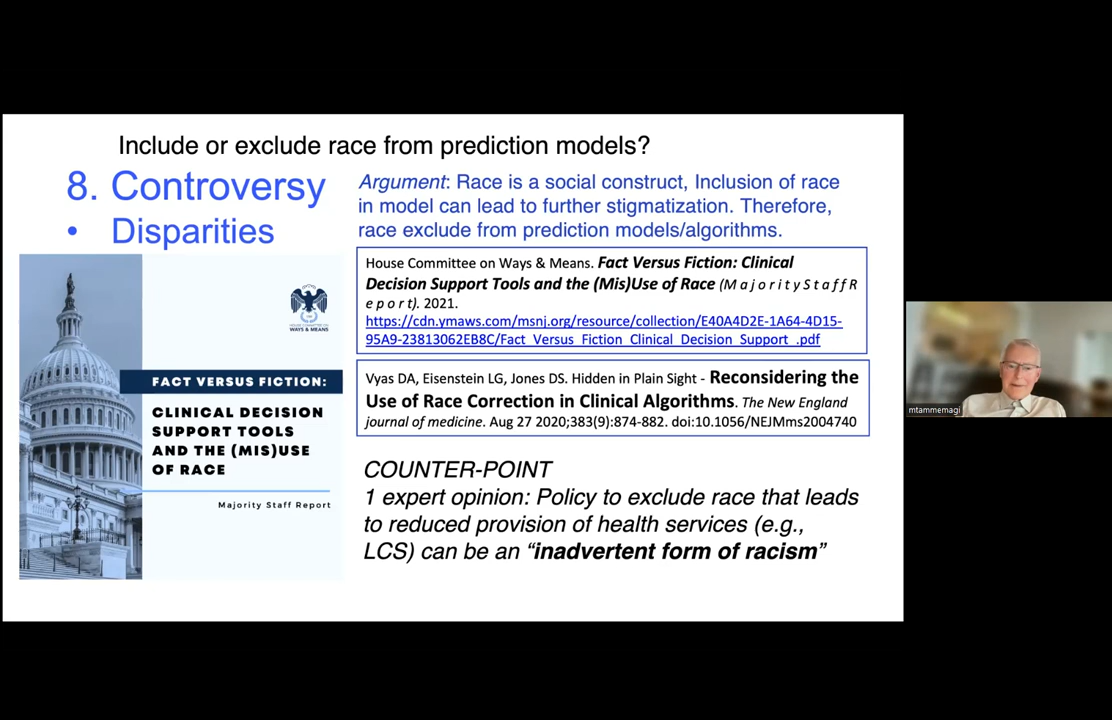 Include or exclude race from prediction models?
8. Controversy
• Disparities
Argument: Race is a social construct, Inclusion of race
in model can lead to further stigmatization. Therefore,
race exclude from prediction models/algorithms.
House Committee on Ways & Means. Fact Versus Fiction: Clinical
Decision Support Tools and the (Mis)Use of Race (M a j o r i t y S t a f f R
e p o r t). 2021.
https://cdn.ymaws.com/msnj.org/resource/collection/E40A4D2E-1A64-4D15-
95A9-23813062EB8C/Fact_Versus_Fiction_Clinical_Decision_Support_.pdf
Vyas DA, Eisenstein LG, Jones DS. Hidden in Plain Sight - Reconsidering the
Use of Race Correction in Clinical Algorithms. The New England
journal of medicine. Aug 27 2020;383(9):874-882. doi:10.1056/NEJMms2004740
COUNTER-POINT
1 expert opinion: Policy to exclude race that leads
to reduced provision of health services (e.g.,
LCS) can be an “inadvertent form of racism”
HOUSE COMMITTEE ON
WAYS & MEANS
FACT VERSUS FICTION:
CLINICAL DECISION
SUPPORT TOOLS
AND THE (MIS)USE
OF RACE
Majority Staff Report
mtammemagi